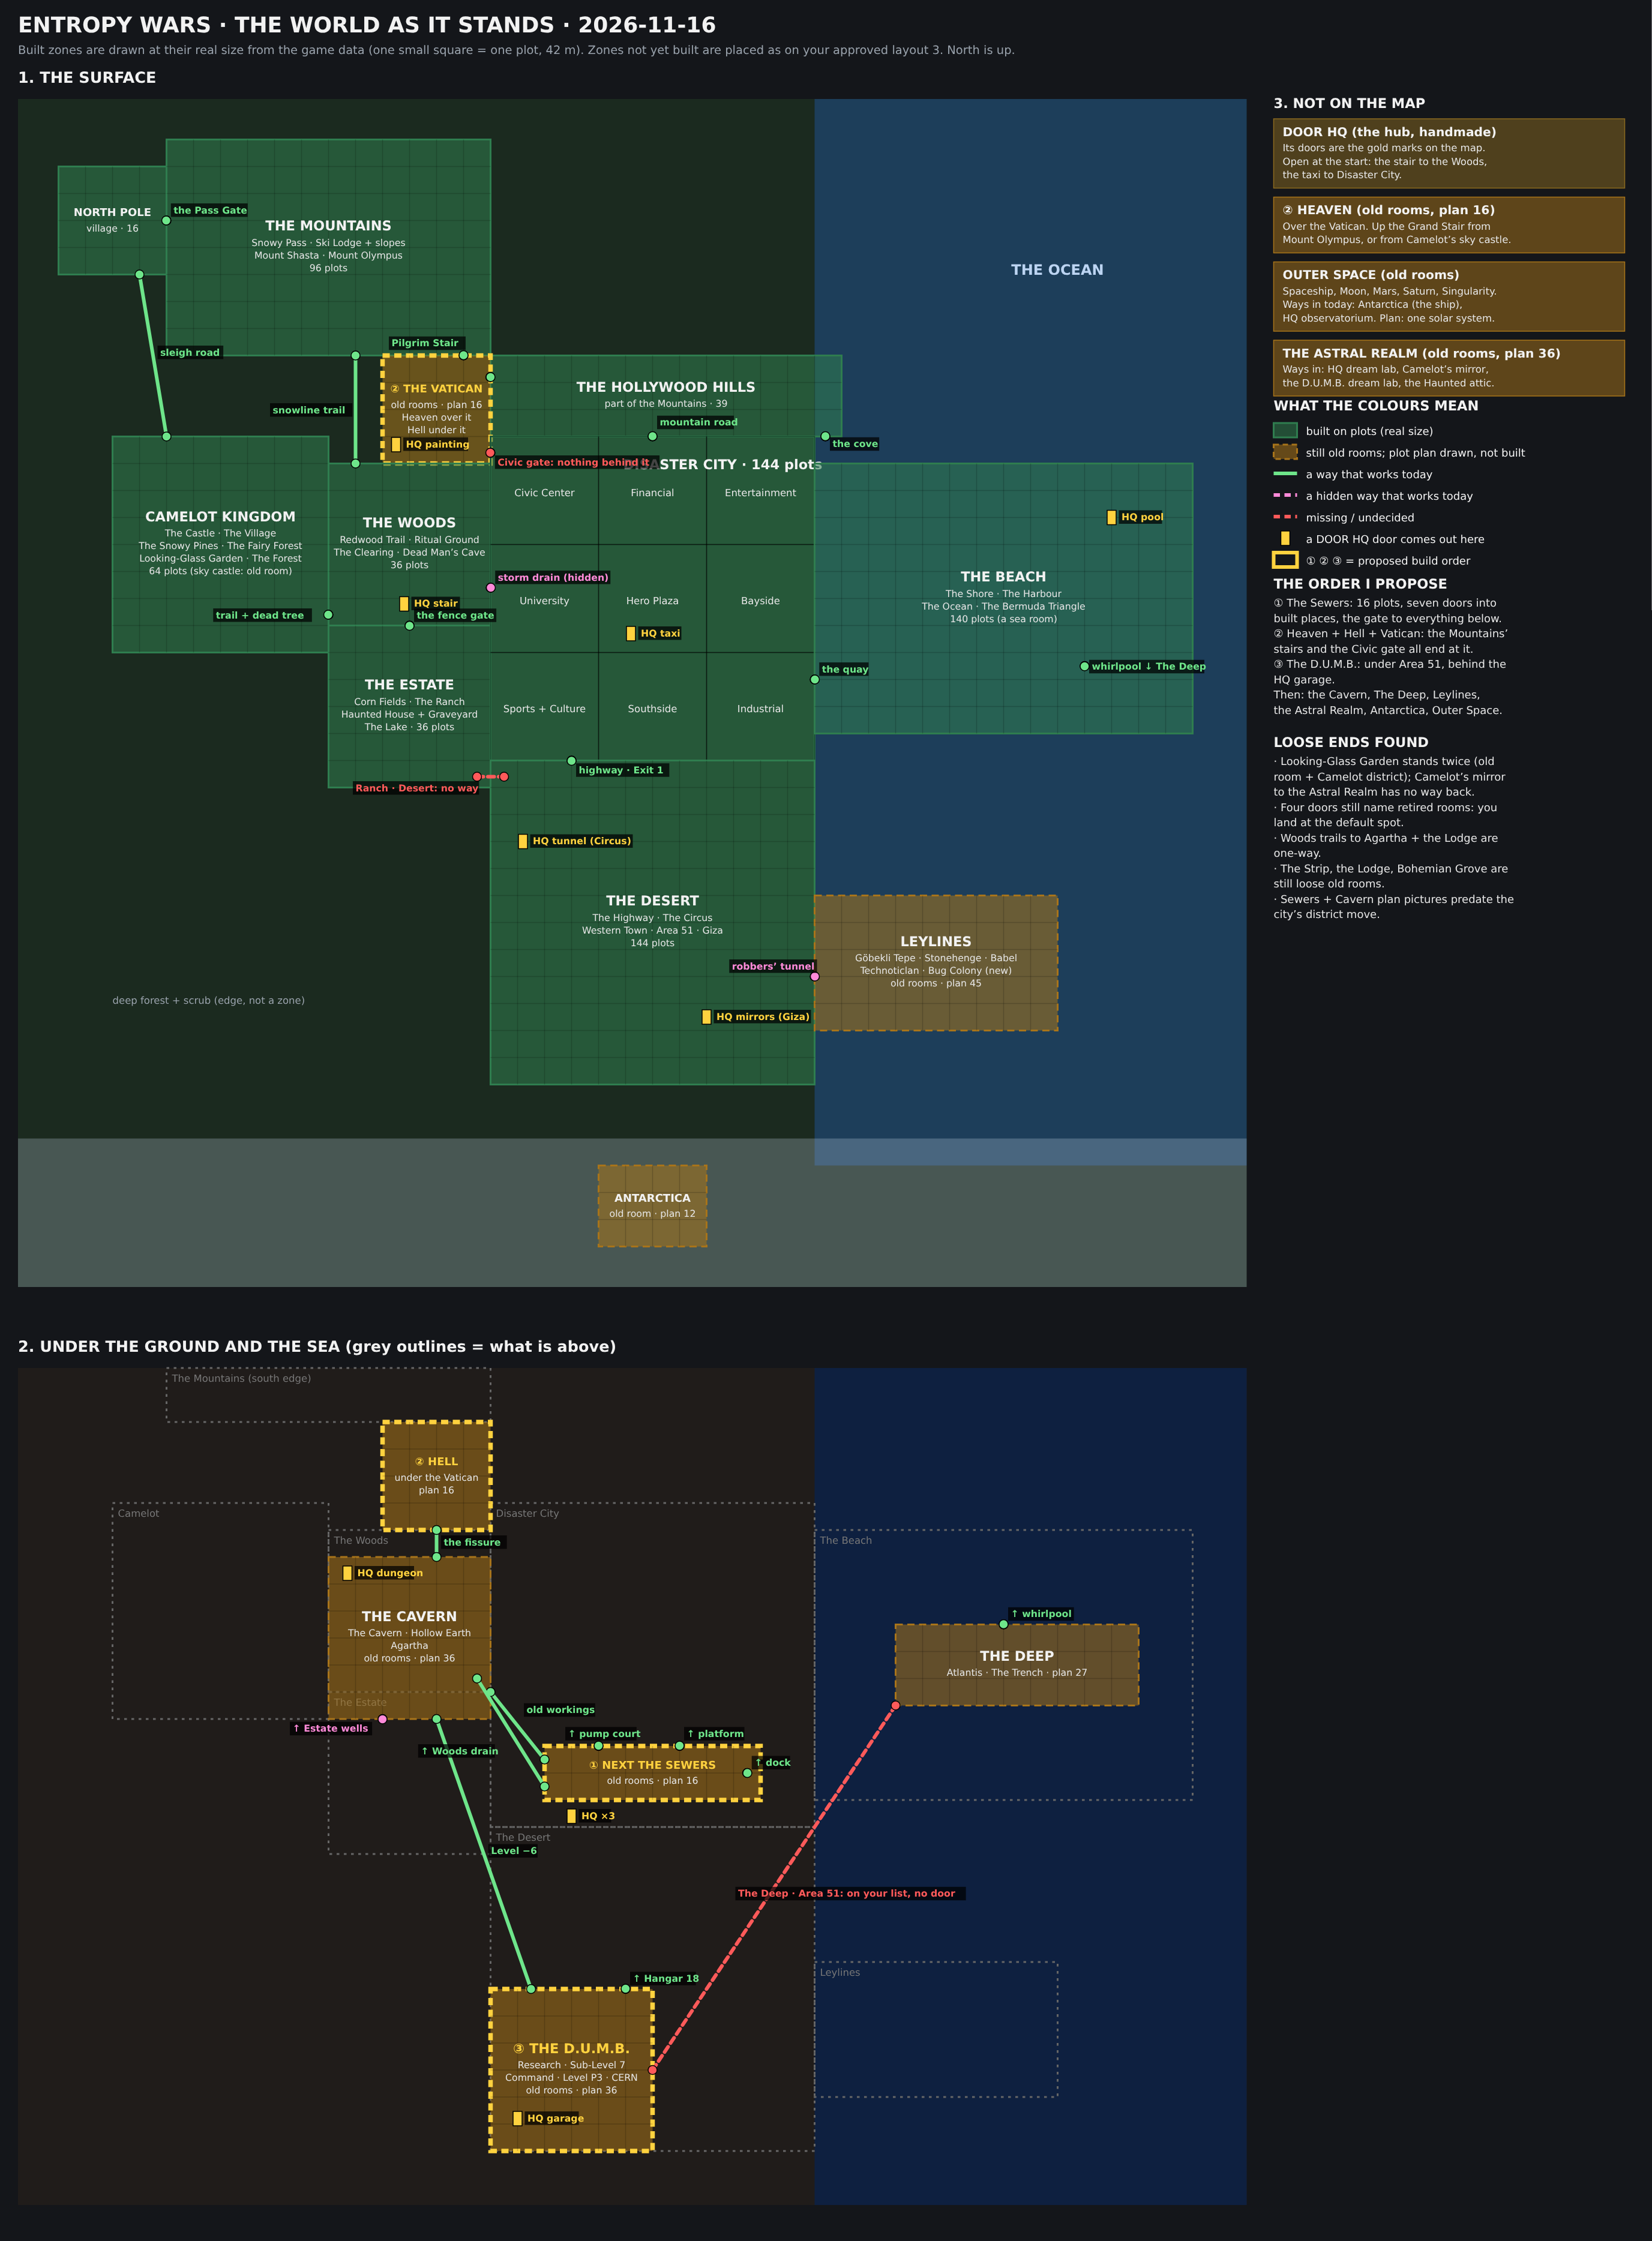 ENTROPY WARS · THE WORLD AS IT STANDS · 2026-11-16
Built zones are drawn at their real size from the game data (one small square = one plot, 42 m). Zones not yet built are placed as on your approved layout 3. North is up.
1. THE SURFACE
NORTH POLE
village · 16
the Pass Gate
THE MOUNTAINS
Snowy Pass · Ski Lodge + slopes
Mount Shasta · Mount Olympus
96 plots
THE OCEAN
sleigh road
Pilgrim Stair
snowline trail
② THE VATICAN
old rooms · plan 16
Heaven over it
Hell under it
HQ painting
THE HOLLYWOOD HILLS
part of the Mountains · 39
mountain road
the cove
Civic gate: nothing behind it
STER CITY · 144 plots
Civic Center
Financial
Entertainment
CAMELOT KINGDOM
The Castle · The Village
The Snowy Pines · The Fairy Forest
Looking-Glass Garden · The Forest
64 plots (sky castle: old room)
THE WOODS
Redwood Trail · Ritual Ground
The Clearing · Dead Man's Cave
36 plots
HQ pool
storm drain (hidden)
THE BEACH
The Shore · The Harbour
The Ocean · The Bermuda Triangle
140 plots (a sea room)
HQ stair
University
Hero Plaza
Bayside
trail + dead tree
the fence gate
HQ taxi
the quay
whirlpool ↓ The Deep
THE ESTATE
Corn Fields · The Ranch
Haunted House + Graveyard
The Lake · 36 plots
Sports + Culture
Southside
Industrial
highway · Exit 1
Ranch · Desert: no way
HQ tunnel (Circus)
THE DESERT
The Highway · The Circus
Western Town · Area 51 · Giza
144 plots
LEYLINES
Göbekli Tepe · Stonehenge · Babel
Technoticlan · Bug Colony (new)
old rooms · plan 45
robbers' tunnel
deep forest + scrub (edge, not a zone)
HQ mirrors (Giza)
ANTARCTICA
old room · plan 12
3. NOT ON THE MAP
DOOR HQ (the hub, handmade)
Its doors are the gold marks on the map.
Open at the start: the stair to the Woods,
the taxi to Disaster City.
② HEAVEN (old rooms, plan 16)
Over the Vatican. Up the Grand Stair from
Mount Olympus, or from Camelot's sky castle.
OUTER SPACE (old rooms)
Spaceship, Moon, Mars, Saturn, Singularity.
Ways in today: Antarctica (the ship),
HQ observatorium. Plan: one solar system.
THE ASTRAL REALM (old rooms, plan 36)
Ways in: HQ dream lab, Camelot's mirror,
the D.U.M.B. dream lab, the Haunted attic.
WHAT THE COLOURS MEAN
built on plots (real size)
still old rooms; plot plan drawn, not built
a way that works today
a hidden way that works today
missing / undecided
a DOOR HQ door comes out here
① ② ③ = proposed build order
THE ORDER I PROPOSE
① The Sewers: 16 plots, seven doors into
built places, the gate to everything below.
② Heaven + Hell + Vatican: the Mountains'
stairs and the Civic gate all end at it.
③ The D.U.M.B.: under Area 51, behind the
HQ garage.
Then: the Cavern, The Deep, Leylines,
the Astral Realm, Antarctica, Outer Space.
LOOSE ENDS FOUND
· Looking-Glass Garden stands twice (old
room + Camelot district); Camelot's mirror
to the Astral Realm has no way back.
· Four doors still name retired rooms: you
land at the default spot.
· Woods trails to Agartha + the Lodge are
one-way.
· The Strip, the Lodge, Bohemian Grove are
still loose old rooms.
· Sewers + Cavern plan pictures predate the
city's district move.
2. UNDER THE GROUND AND THE SEA (grey outlines = what is above)
The Mountains (south edge)
② HELL
under the Vatican
plan 16
Camelot
Disaster City
The Woods
the fissure
The Beach
HQ dungeon
THE CAVERN
The Cavern · Hollow Earth
Agartha
old rooms · plan 36
↑ whirlpool
THE DEEP
Atlantis · The Trench · plan 27
The Estate
old workings
↑ Estate wells
↑ pump court
↑ platform
↑ Woods drain
↑ dock
① NEXT THE SEWERS
old rooms · plan 16
HQ ×3
The Desert
Level −6
The Deep · Area 51: on your list, no door
Leylines
↑ Hangar 18
③ THE D.U.M.B.
Research · Sub-Level 7
Command · Level P3 · CERN
old rooms · plan 36
HQ garage